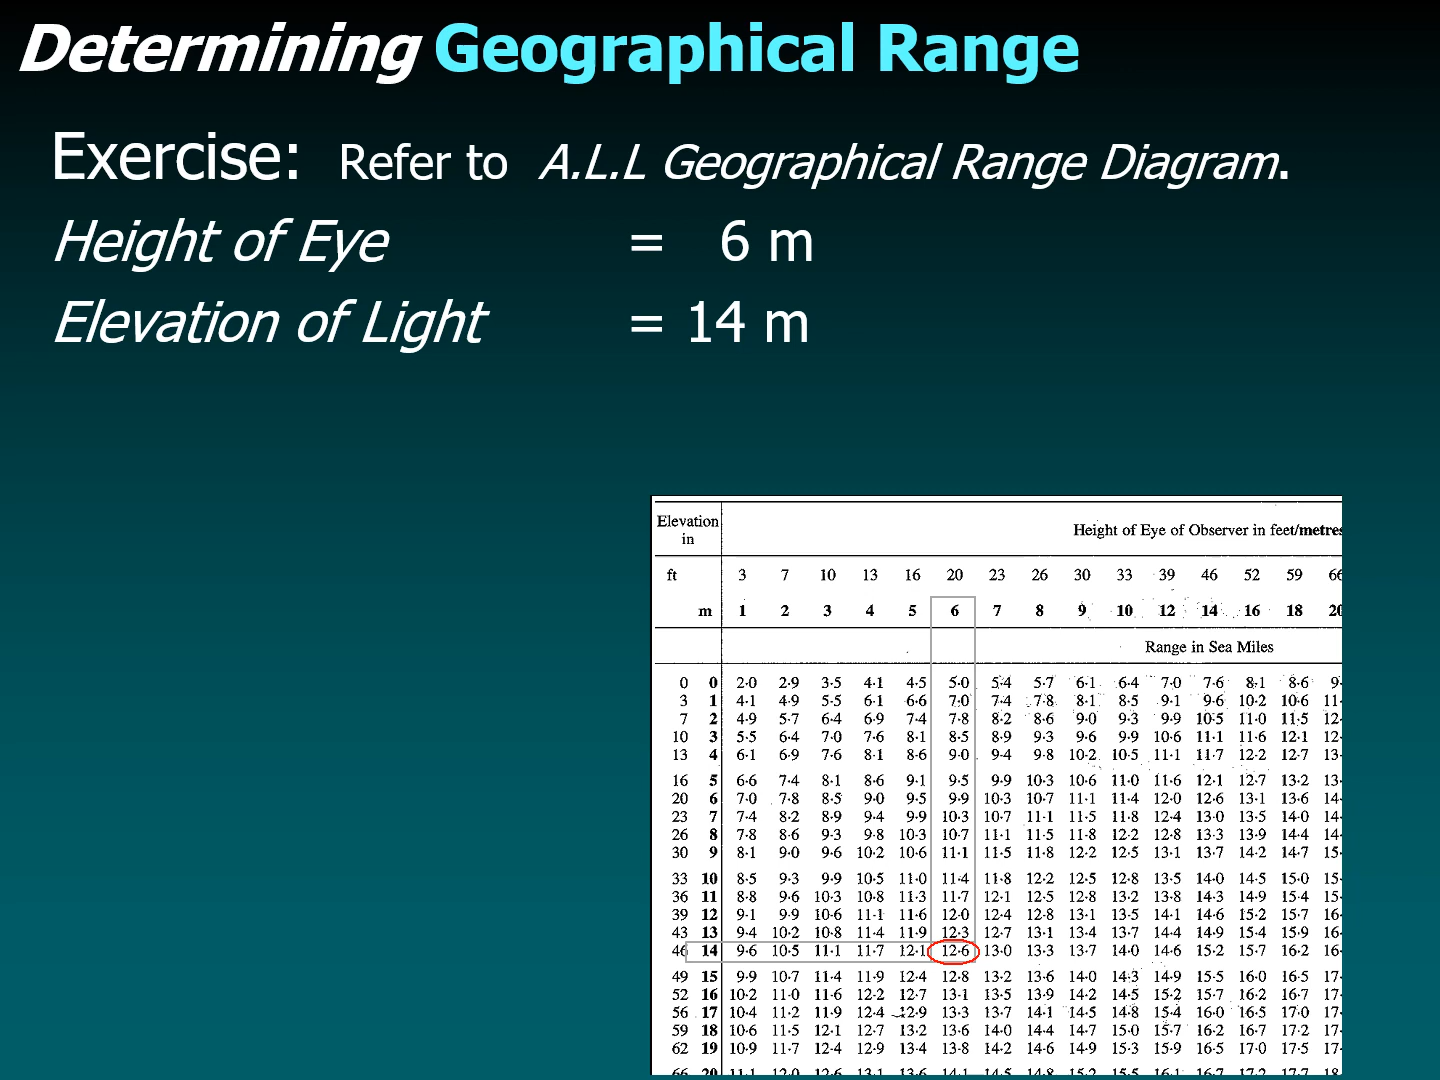 Determining Geographical Range
Exercise: Refer to A.L.L Geographical Range Diagram.
Height of Eye = 6 m
Elevation of Light = 14 m
Elevation in
Height of Eye of Observer in feet/metres
ft 3 7 10 13 16 20 23 26 30 33 39 46 52 59 66
m 1 2 3 4 5 6 7 8 9 10 12 14 16 18 20
Range in Sea Miles
0 0 2·0 2·9 3·5 4·1 4·5 5·0 5·4 5·7 6·1 6·4 7·0 7·6 8·1 8·6 9·
3 1 4·1 4·9 5·5 6·1 6·6 7·0 7·4 7·8 8·1 8·5 9·1 9·6 10·2 10·6 11·
7 2 4·9 5·7 6·4 6·9 7·4 7·8 8·2 8·6 9·0 9·3 9·9 10·5 11·0 11·5 12·
10 3 5·5 6·4 7·0 7·6 8·1 8·5 8·9 9·3 9·6 9·9 10·6 11·1 11·6 12·1 12·
13 4 6·1 6·9 7·6 8·1 8·6 9·0 9·4 9·8 10·2 10·5 11·1 11·7 12·2 12·7 13·
16 5 6·6 7·4 8·1 8·6 9·1 9·5 9·9 10·3 10·6 11·0 11·6 12·1 12·7 13·2 13·
20 6 7·0 7·8 8·5 9·0 9·5 9·9 10·3 10·7 11·1 11·4 12·0 12·6 13·1 13·6 14·
23 7 7·4 8·2 8·9 9·4 9·9 10·3 10·7 11·1 11·5 11·8 12·4 13·0 13·5 14·0 14·
26 8 7·8 8·6 9·3 9·8 10·3 10·7 11·1 11·5 11·8 12·2 12·8 13·3 13·9 14·4 14·
30 9 8·1 9·0 9·6 10·2 10·6 11·1 11·5 11·8 12·2 12·5 13·1 13·7 14·2 14·7 15·
33 10 8·5 9·3 9·9 10·5 11·0 11·4 11·8 12·2 12·5 12·8 13·5 14·0 14·5 15·0 15·
36 11 8·8 9·6 10·3 10·8 11·3 11·7 12·1 12·5 12·8 13·2 13·8 14·3 14·9 15·4 15·
39 12 9·1 9·9 10·6 11·1 11·6 12·0 12·4 12·8 13·1 13·5 14·1 14·6 15·2 15·7 16·
43 13 9·4 10·2 10·8 11·4 11·9 12·3 12·7 13·1 13·4 13·7 14·4 14·9 15·4 15·9 16·
46 14 9·6 10·5 11·1 11·7 12·1 12·6 13·0 13·3 13·7 14·0 14·6 15·2 15·7 16·2 16·
49 15 9·9 10·7 11·4 11·9 12·4 12·8 13·2 13·6 14·0 14·3 14·9 15·5 16·0 16·5 17·
52 16 10·2 11·0 11·6 12·2 12·7 13·1 13·5 13·9 14·2 14·5 15·2 15·7 16·2 16·7 17·
56 17 10·4 11·2 11·9 12·4 12·9 13·3 13·7 14·1 14·5 14·8 15·4 16·0 16·5 17·0 17·
59 18 10·6 11·5 12·1 12·7 13·2 13·6 14·0 14·4 14·7 15·0 15·7 16·2 16·7 17·2 17·
62 19 10·9 11·7 12·4 12·9 13·4 13·8 14·2 14·6 14·9 15·3 15·9 16·5 17·0 17·5 17·
66 20 11·1 12·0 12·6 13·1 13·6 14·1 14·5 14·8 15·2 15·5 16·1 16·7 17·2 17·7 18·